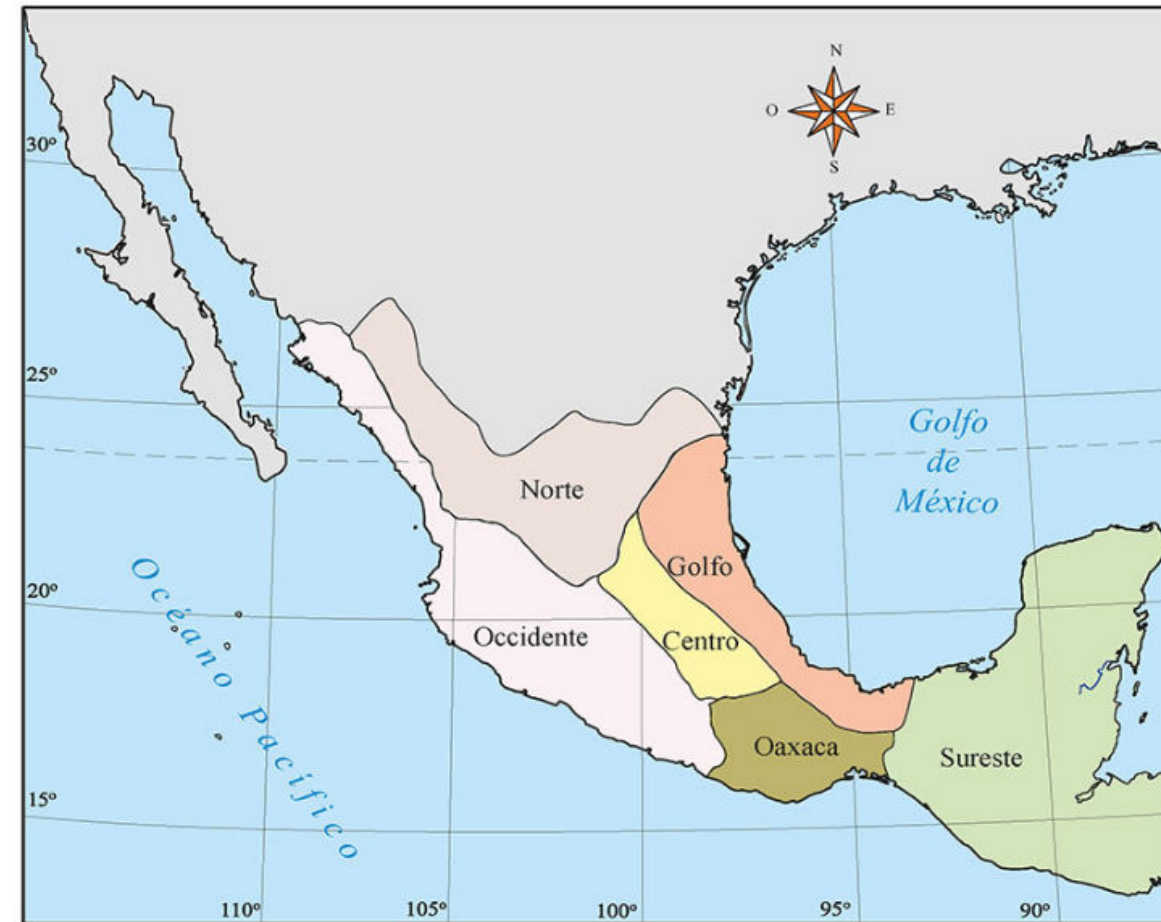 N
O
E
S
30º
25º
20º
15º
Golfo
de
México
Norte
Golfo
Occidente
Centro
Oaxaca
Sureste
Océano Pacífico
110º
105º
100º
95º
90º